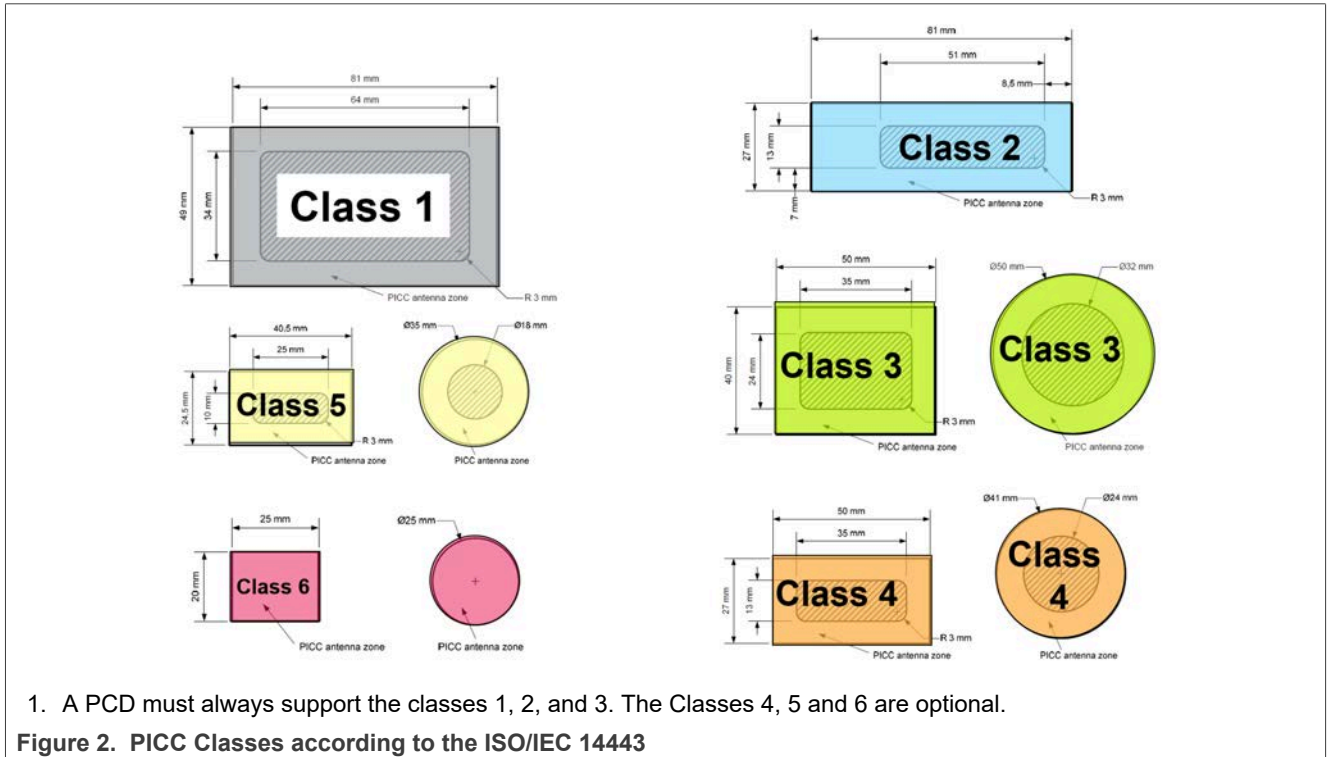 81 mm
64 mm
49 mm
34 mm
Class 1
PICC antenna zone
R 3 mm
81 mm
51 mm
8,5 mm
27 mm
13 mm
7 mm
Class 2
PICC antenna zone
R 3 mm
40.5 mm
25 mm
24.5 mm
10 mm
Class 5
R 3 mm
PICC antenna zone
Ø35 mm
Ø18 mm
PICC antenna zone
50 mm
35 mm
40 mm
24 mm
Class 3
R 3 mm
PICC antenna zone
Ø50 mm
Ø32 mm
Class 3
PICC antenna zone
25 mm
20 mm
Class 6
PICC antenna zone
Ø25 mm
PICC antenna zone
50 mm
35 mm
27 mm
13 mm
Class 4
R 3 mm
PICC antenna zone
Ø41 mm
Ø24 mm
Class
4
PICC antenna zone
1. A PCD must always support the classes 1, 2, and 3. The Classes 4, 5 and 6 are optional.
Figure 2. PICC Classes according to the ISO/IEC 14443